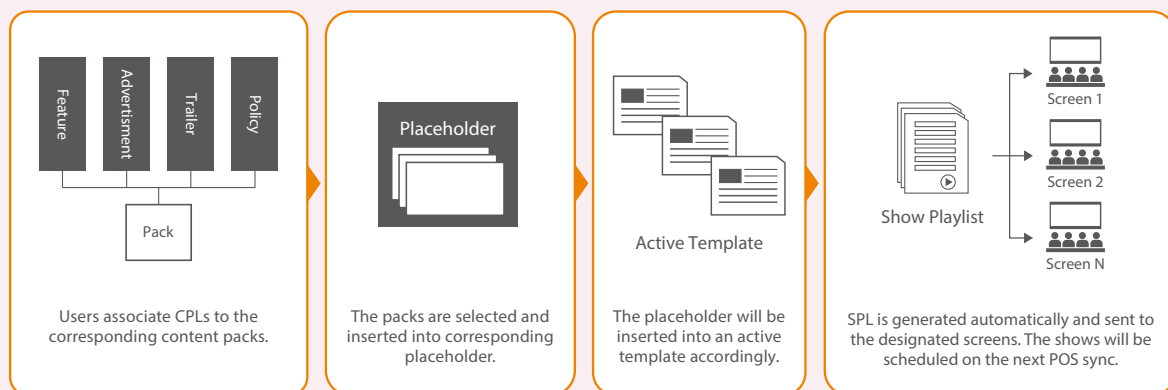 Feature
Advertisment
Trailer
Policy
Pack
Users associate CPLs to the
corresponding content packs.
Placeholder
The packs are selected and
inserted into corresponding
placeholder.
Active Template
The placeholder will be
inserted into an active
template accordingly.
Show Playlist
Screen 1
Screen 2
Screen N
SPL is generated automatically and sent to
the designated screens. The shows will be
scheduled on the next POS sync.